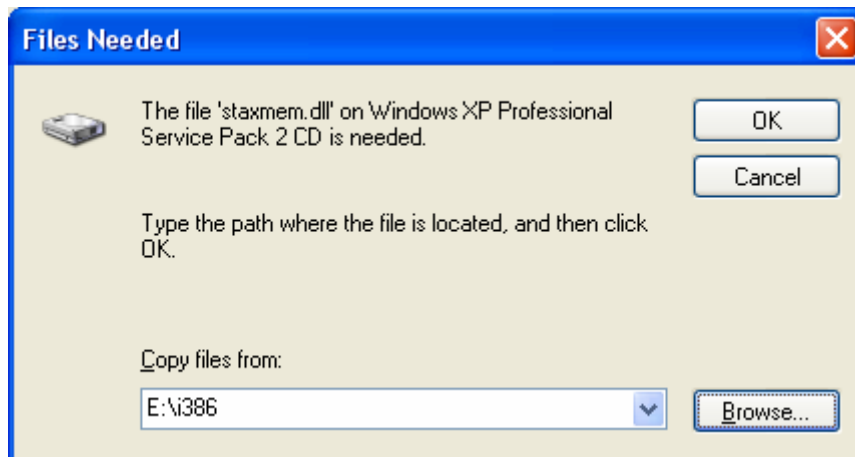 Files Needed
The file 'staxmem.dll' on Windows XP Professional
Service Pack 2 CD is needed.
OK
Cancel
Type the path where the file is located, and then click
OK.
Copy files from:
E:\i386
Browse...